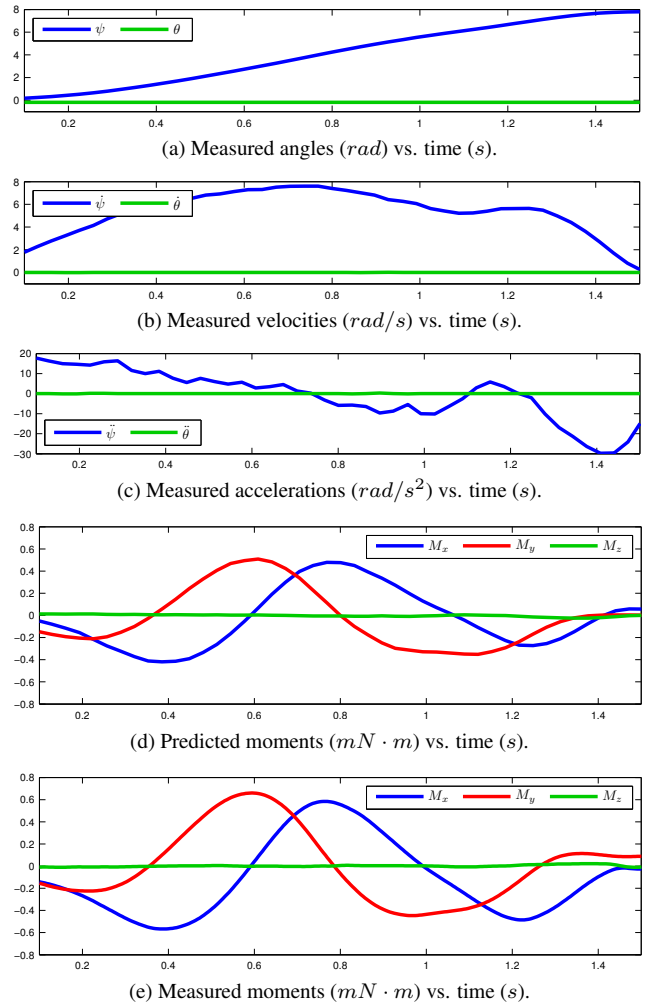 8
6
4
2
0
ψ θ
0.2 0.4 0.6 0.8 1 1.2 1.4
(a) Measured angles (rad) vs. time (s).
8
6
4
2
0
ψ̇ θ̇
0.2 0.4 0.6 0.8 1 1.2 1.4
(b) Measured velocities (rad/s) vs. time (s).
20
10
0
-10
-20
-30
ψ̈ θ̈
0.2 0.4 0.6 0.8 1 1.2 1.4
(c) Measured accelerations (rad/s²) vs. time (s).
0.8
0.6
0.4
0.2
0
-0.2
-0.4
-0.6
-0.8
M_x M_y M_z
0.2 0.4 0.6 0.8 1 1.2 1.4
(d) Predicted moments (mN · m) vs. time (s).
0.8
0.6
0.4
0.2
0
-0.2
-0.4
-0.6
-0.8
M_x M_y M_z
0.2 0.4 0.6 0.8 1 1.2 1.4
(e) Measured moments (mN · m) vs. time (s).